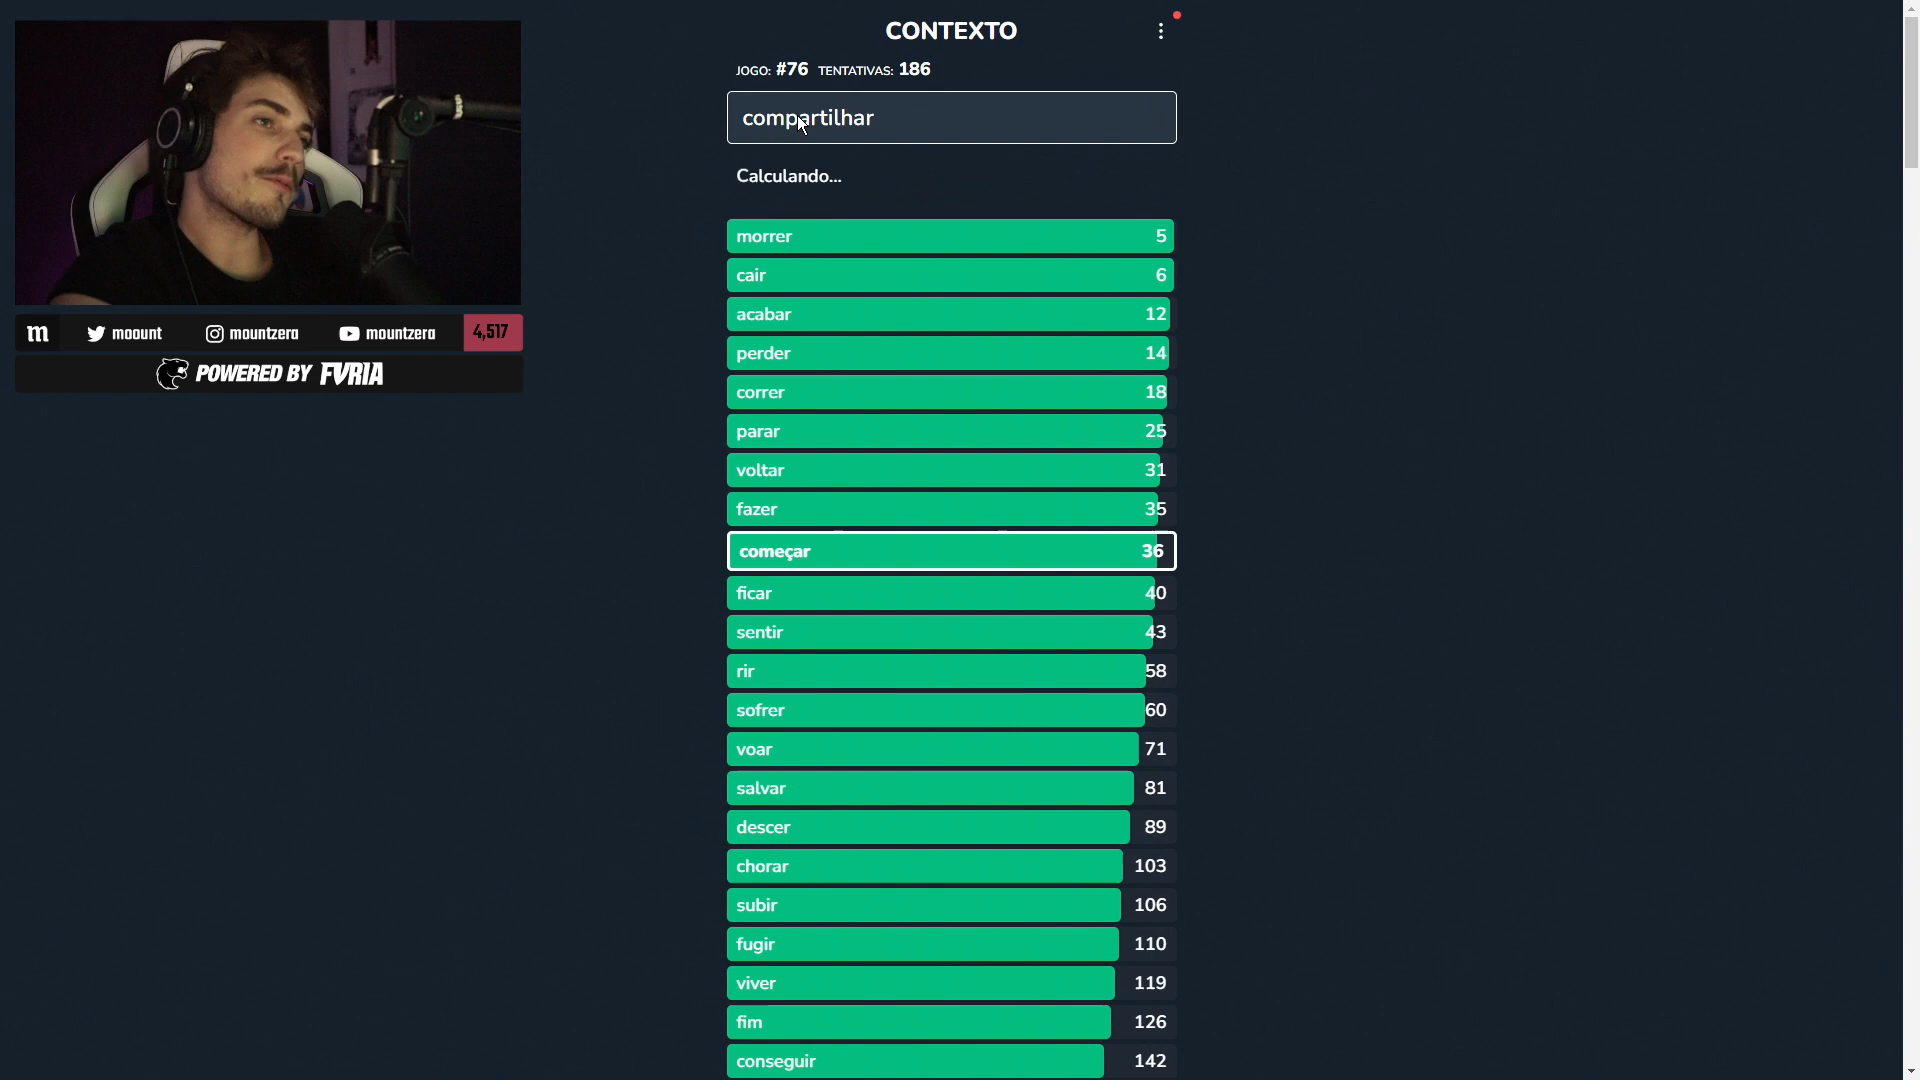 CONTEXTO
JOGO: #76 TENTATIVAS: 186
compartilhar
Calculando...
morrer 5
cair 6
acabar 12
perder 14
correr 18
parar 25
voltar 31
fazer 35
começar 36
ficar 40
sentir 43
rir 58
sofrer 60
voar 71
salvar 81
descer 89
chorar 103
subir 106
fugir 110
viver 119
fim 126
conseguir 142
m moount mountzera mountzera 4,517
POWERED BY FVRIA